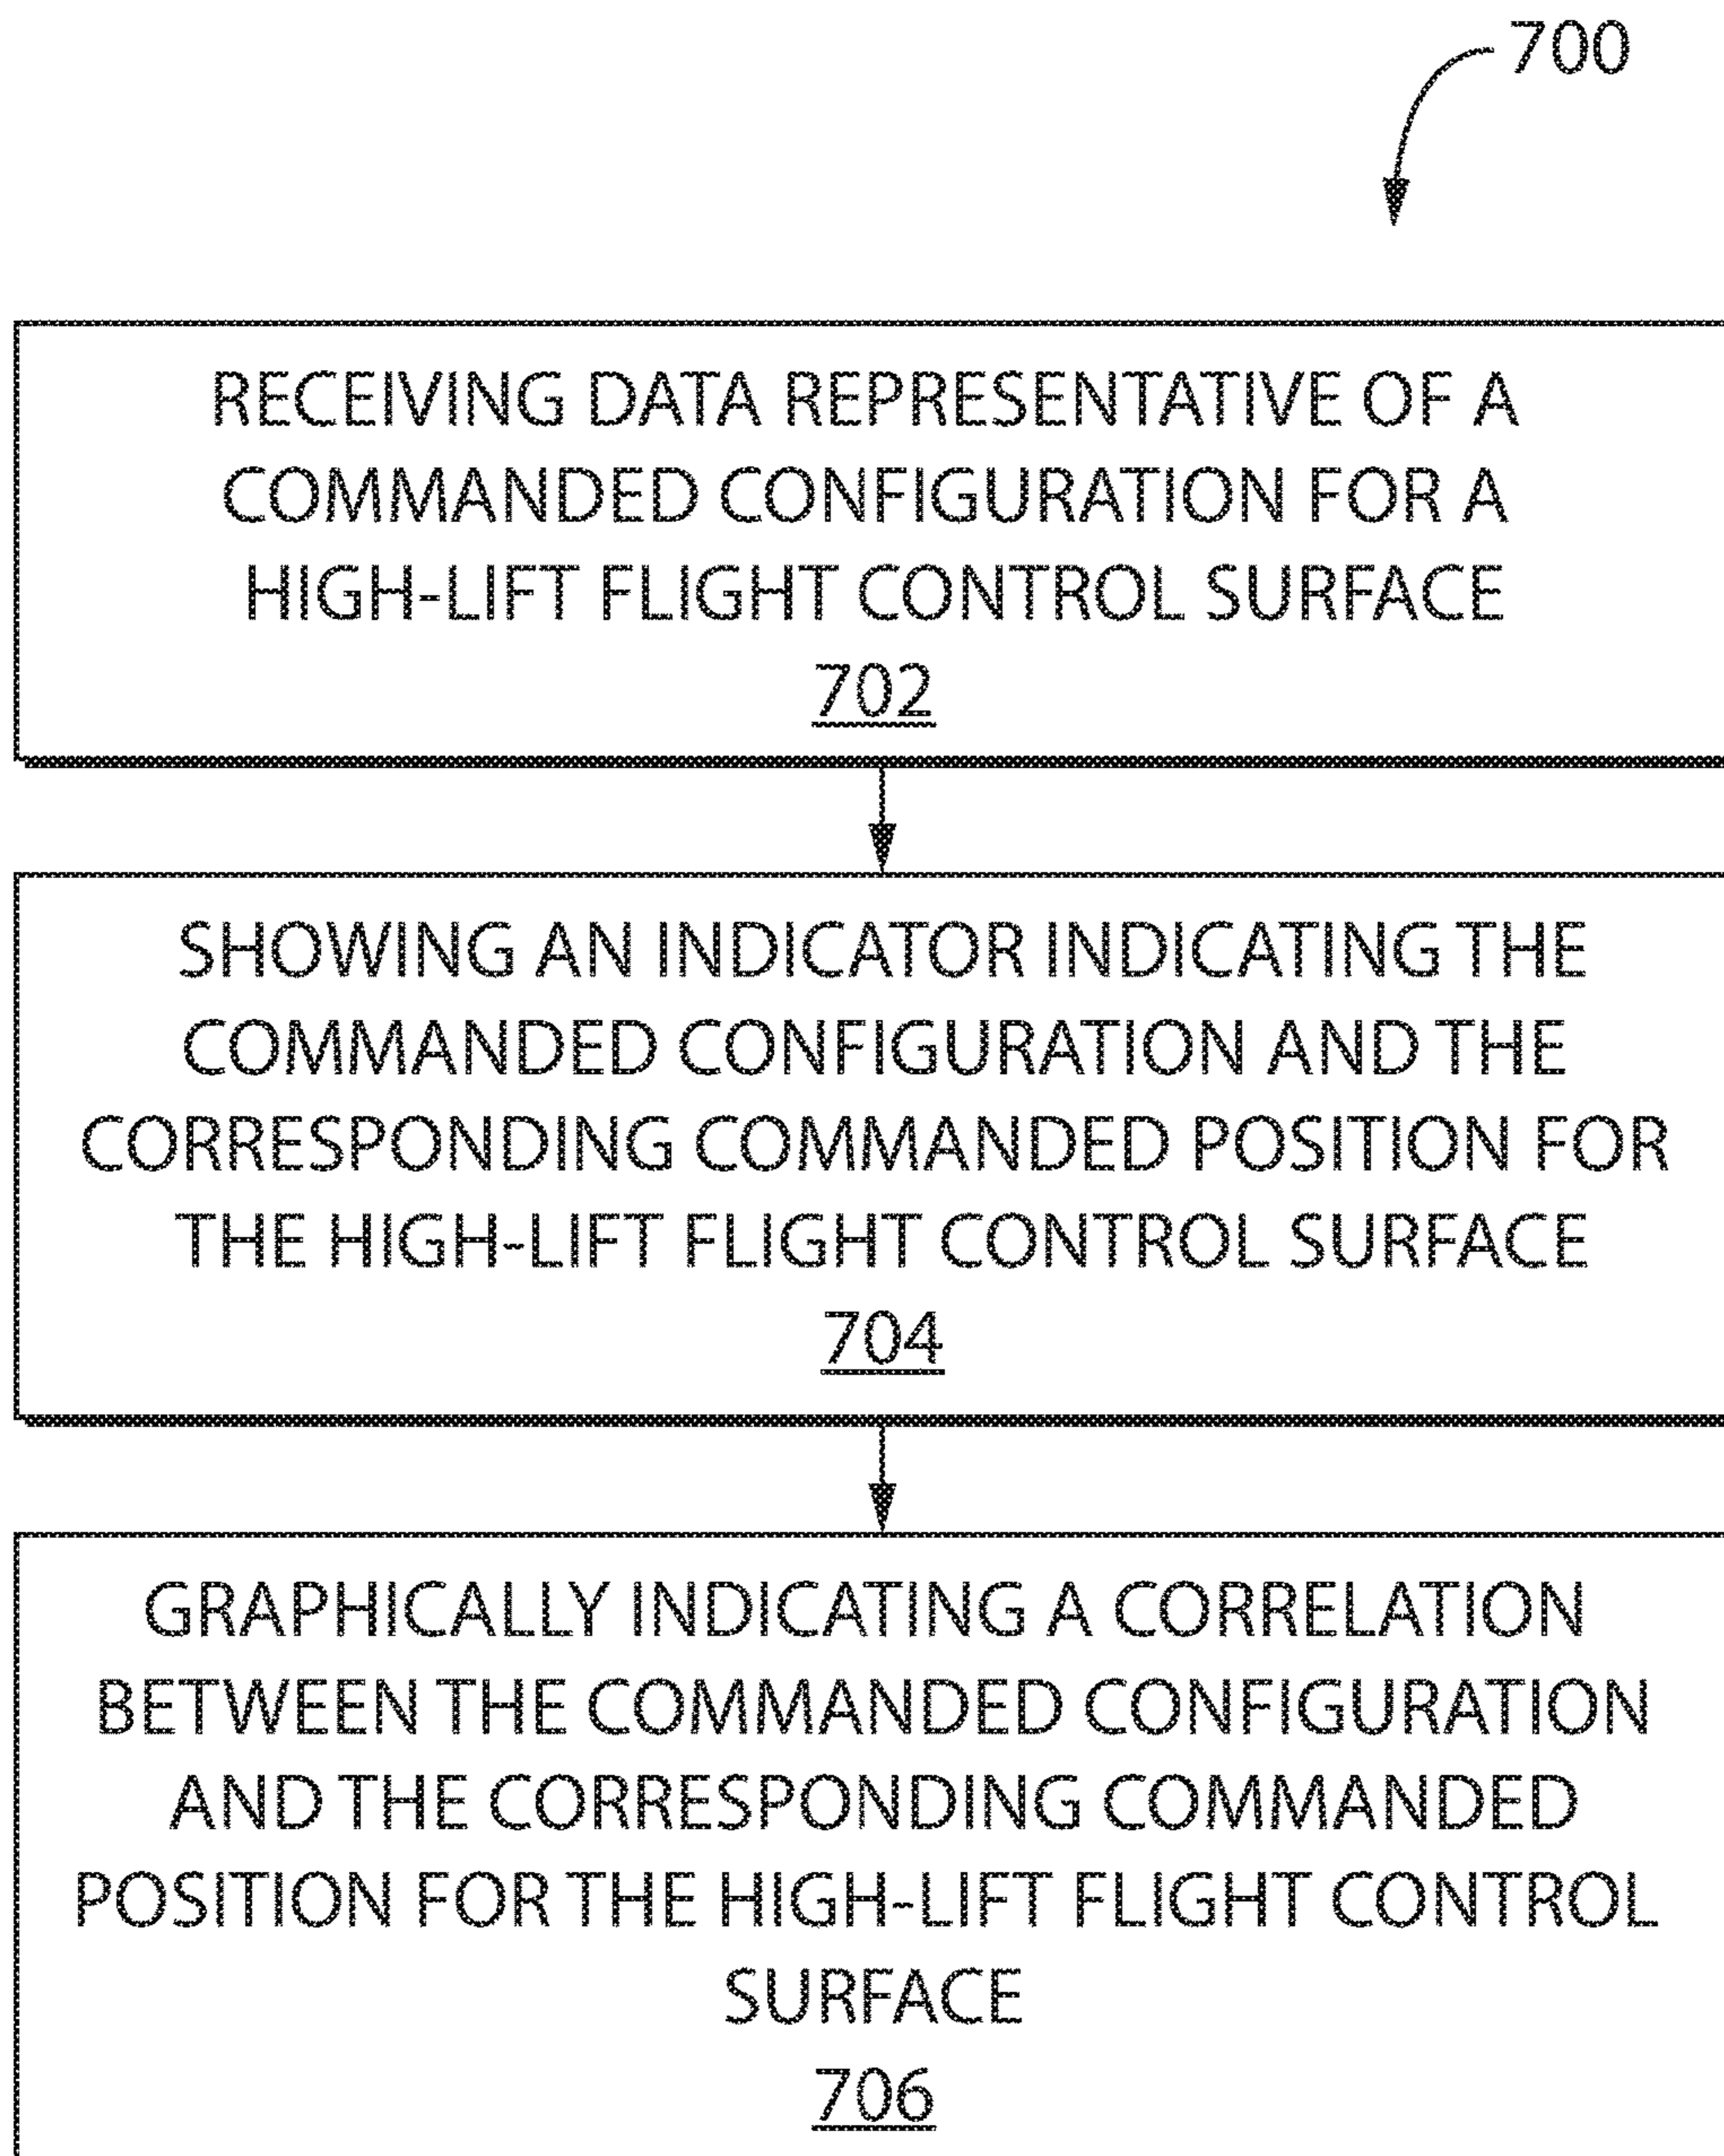 700
RECEIVING DATA REPRESENTATIVE OF A
COMMANDED CONFIGURATION FOR A
HIGH-LIFT FLIGHT CONTROL SURFACE
702
SHOWING AN INDICATOR INDICATING THE
COMMANDED CONFIGURATION AND THE
CORRESPONDING COMMANDED POSITION FOR
THE HIGH-LIFT FLIGHT CONTROL SURFACE
704
GRAPHICALLY INDICATING A CORRELATION
BETWEEN THE COMMANDED CONFIGURATION
AND THE CORRESPONDING COMMANDED
POSITION FOR THE HIGH-LIFT FLIGHT CONTROL
SURFACE
706